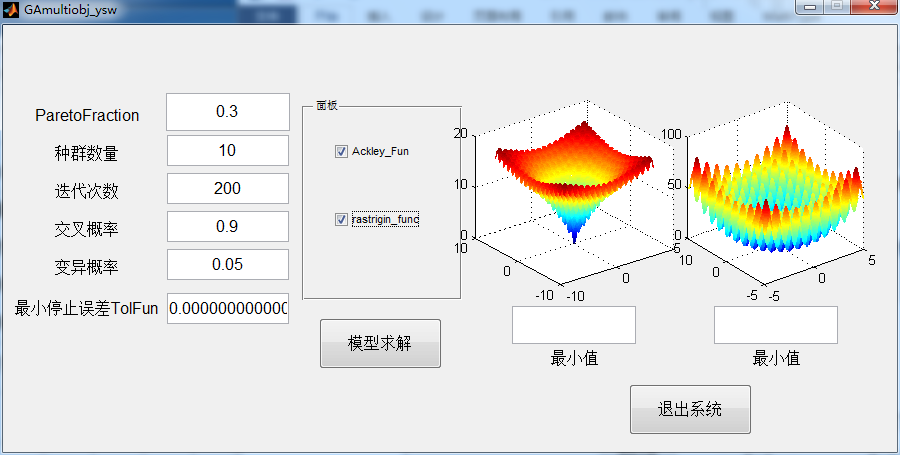 GAmultiobj_ysw
ParetoFraction
0.3
种群数量
10
迭代次数
200
交叉概率
0.9
变异概率
0.05
最小停止误差TolFun
0.000000000000
面板
Ackley_Fun
rastrigin_func
模型求解
20
10
0
10
0
-10
-10
0
最小值
100
50
0
5
10
0
-5
-5
0
5
最小值
退出系统